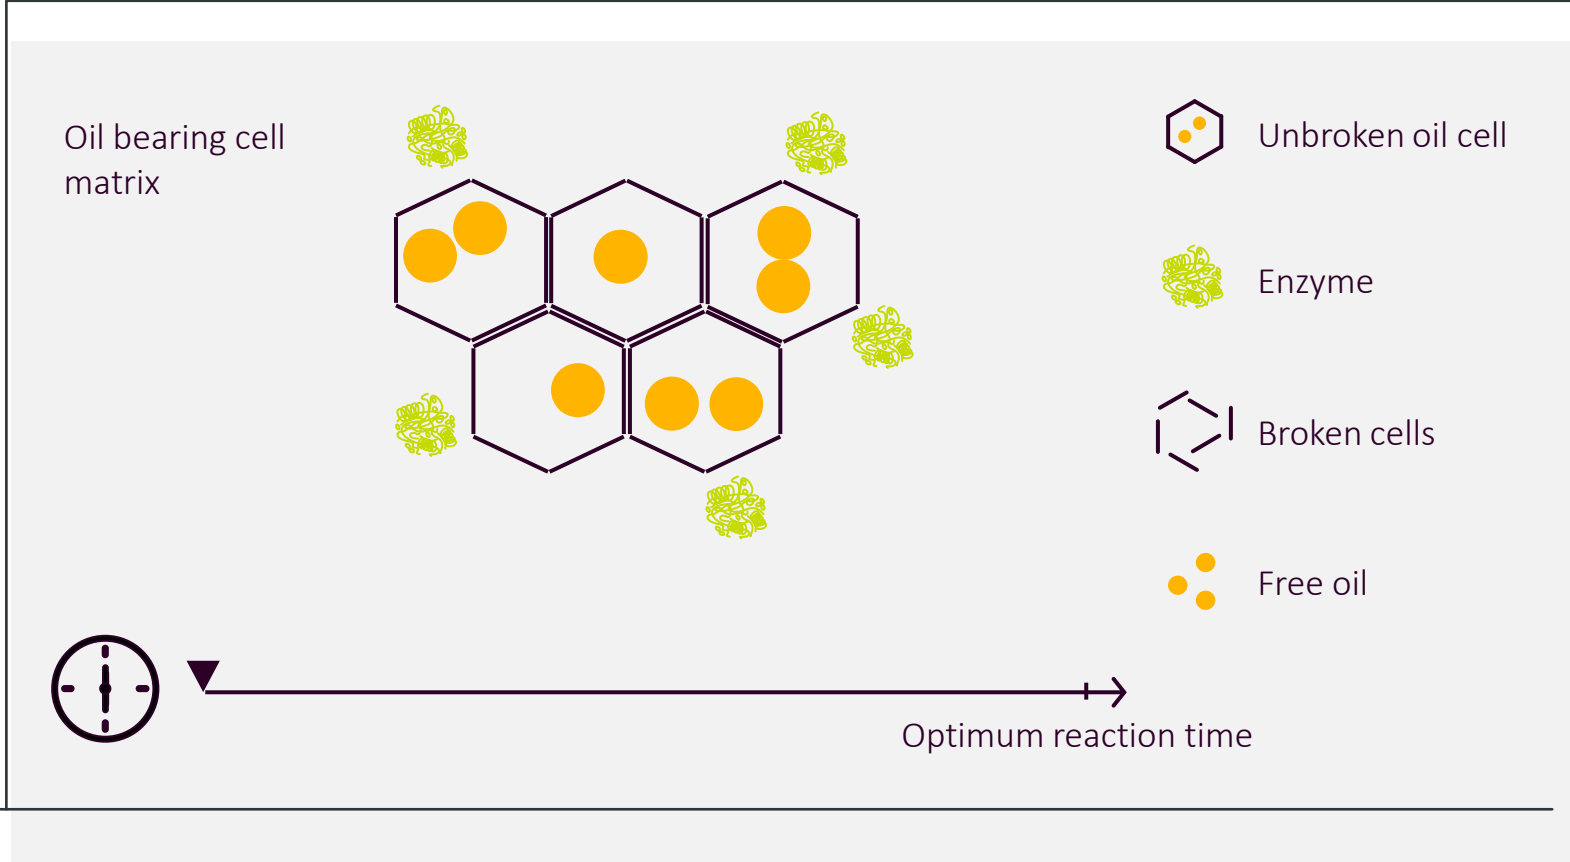 Oil bearing cell
matrix
Unbroken oil cell
Enzyme
Broken cells
Free oil
Optimum reaction time